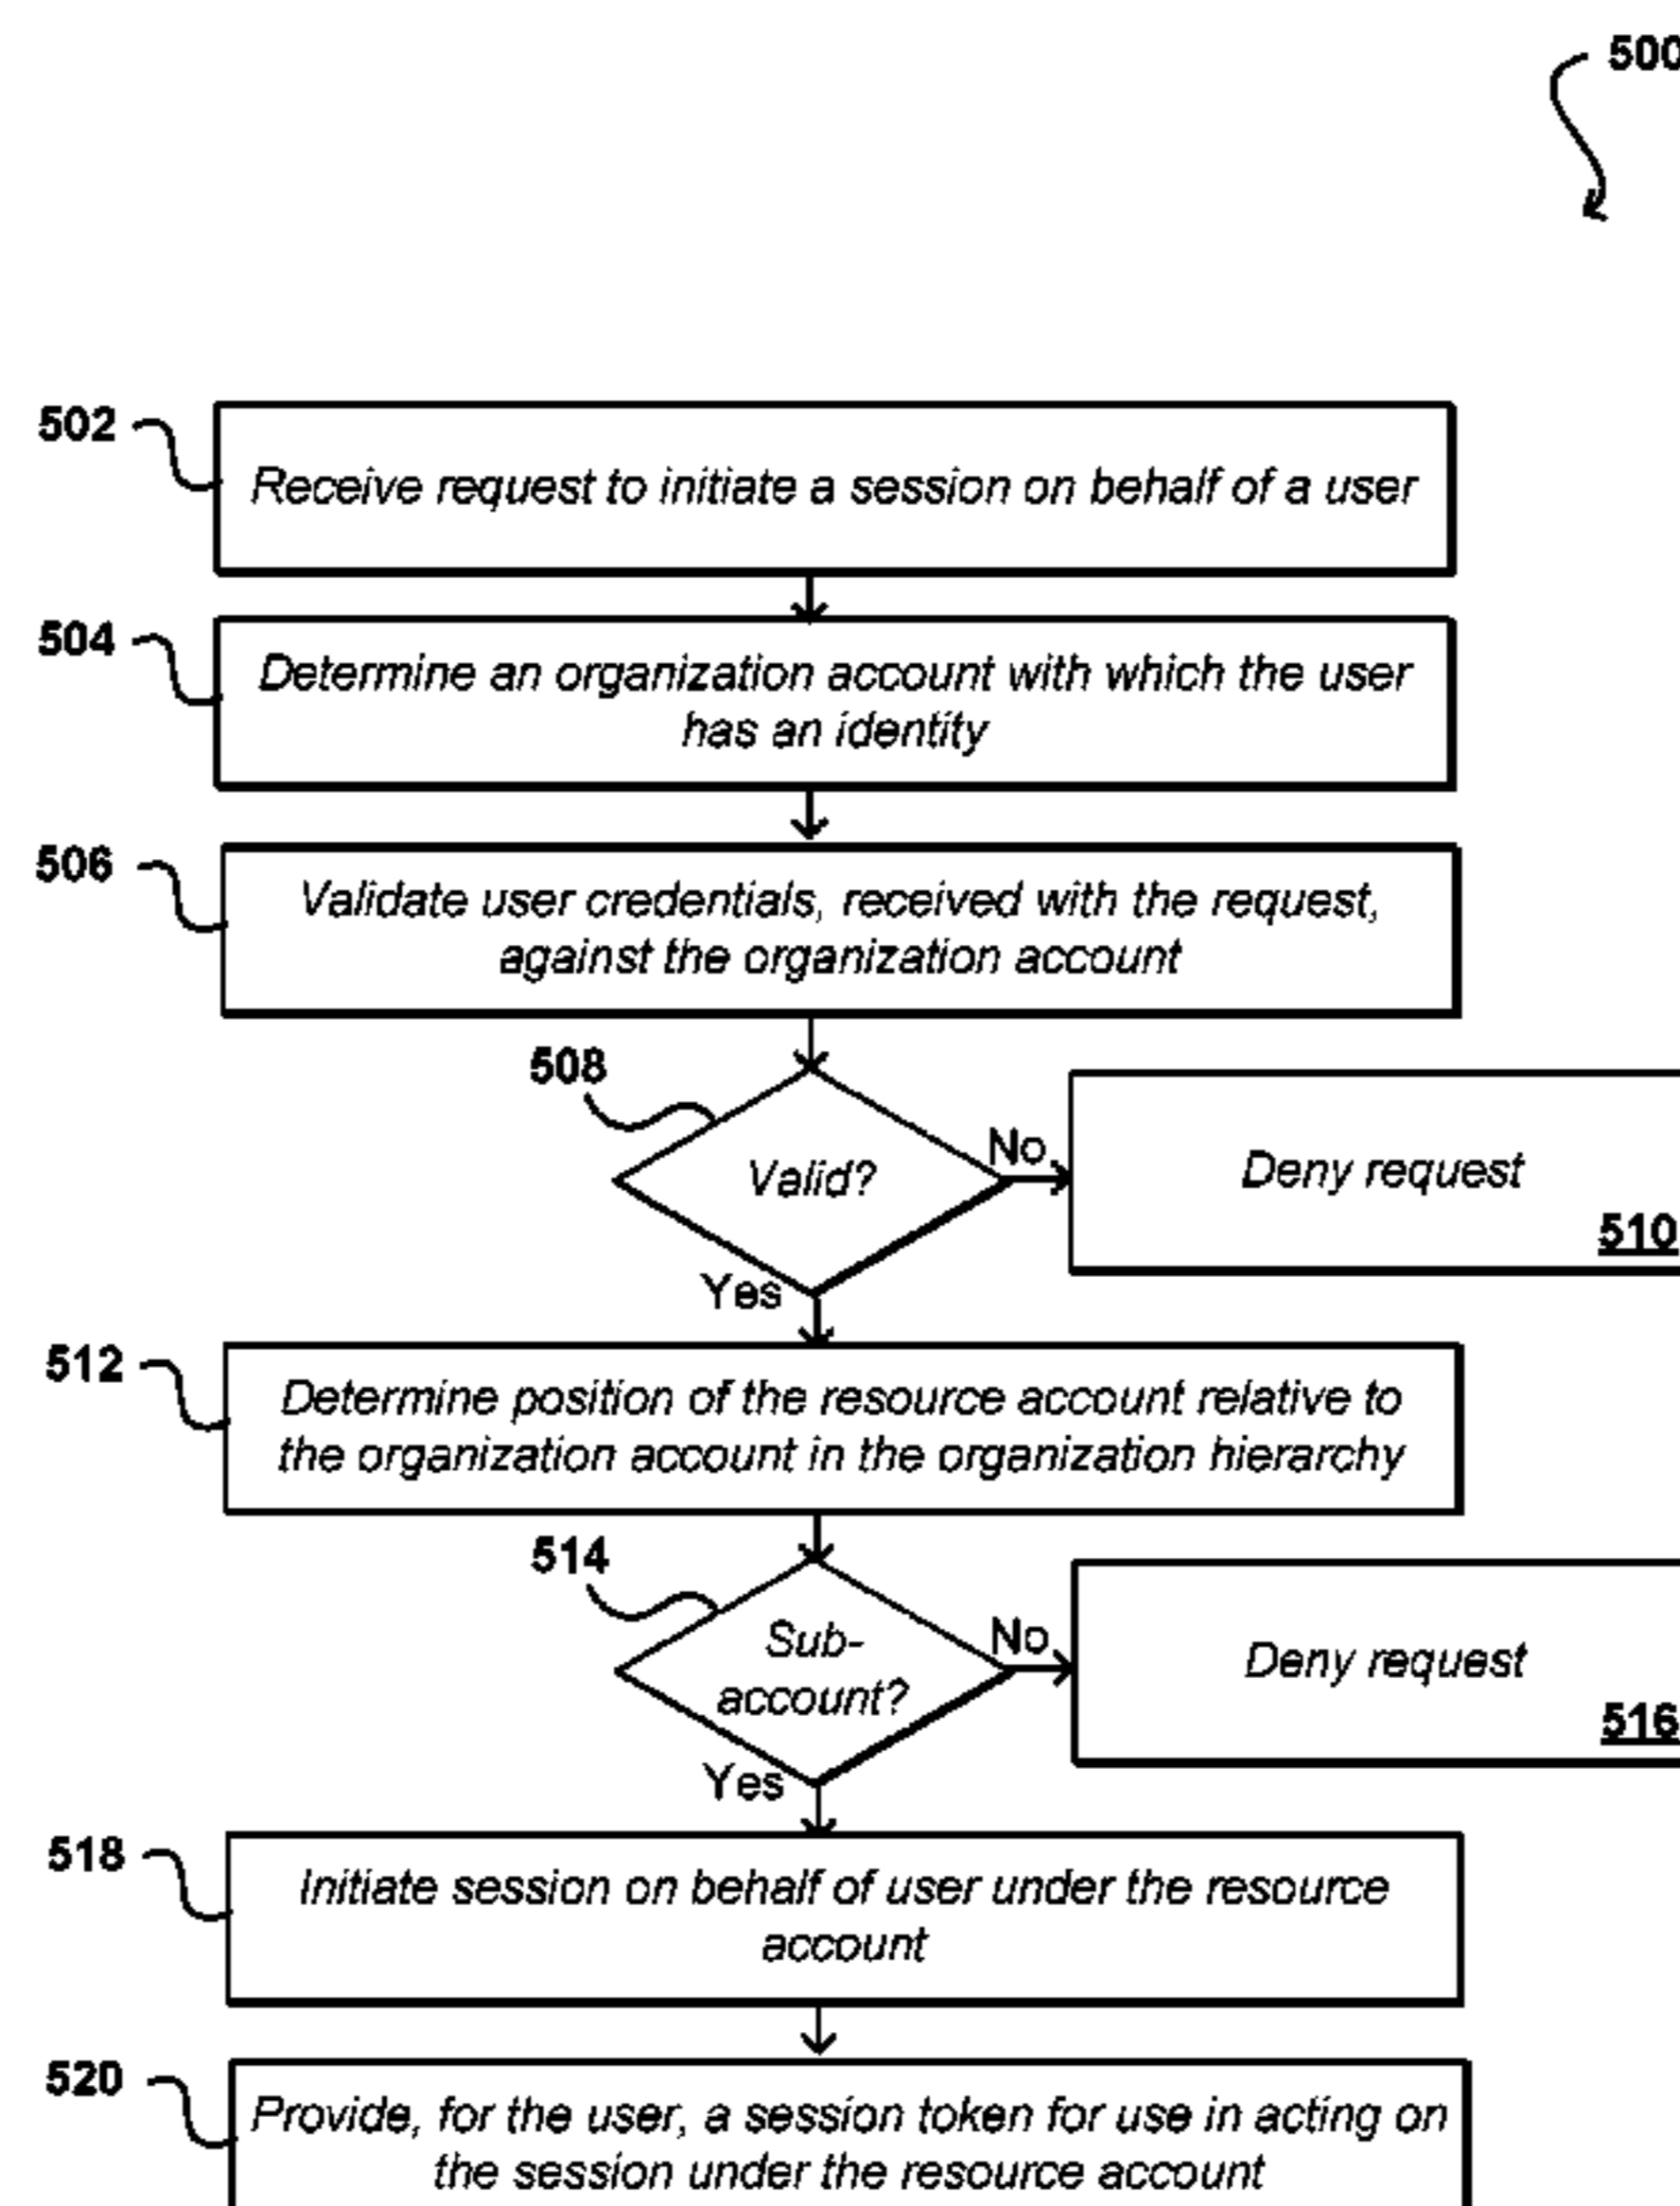 500
502
Receive request to initiate a session on behalf of a user
504
Determine an organization account with which the user
has an identity
506
Validate user credentials, received with the request,
against the organization account
508
Valid?
No
Deny request
510
Yes
512
Determine position of the resource account relative to
the organization account in the organization hierarchy
514
Sub-
account?
No
Deny request
516
Yes
518
Initiate session on behalf of user under the resource
account
520
Provide, for the user, a session token for use in acting on
the session under the resource account